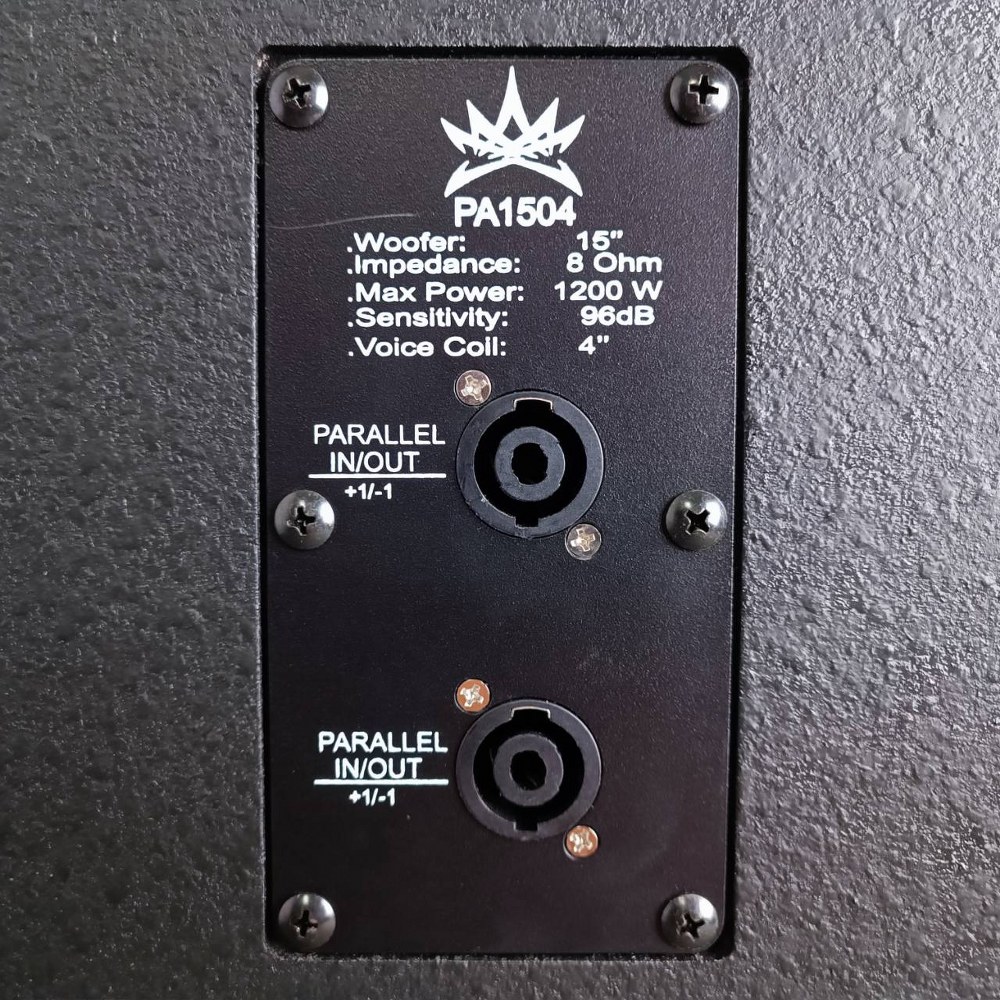 PA1504
.Woofer: 15"
.Impedance: 8 Ohm
.Max Power: 1200 W
.Sensitivity: 96dB
.Voice Coil: 4"
PARALLEL
IN/OUT
+1/-1
PARALLEL
IN/OUT
+1/-1